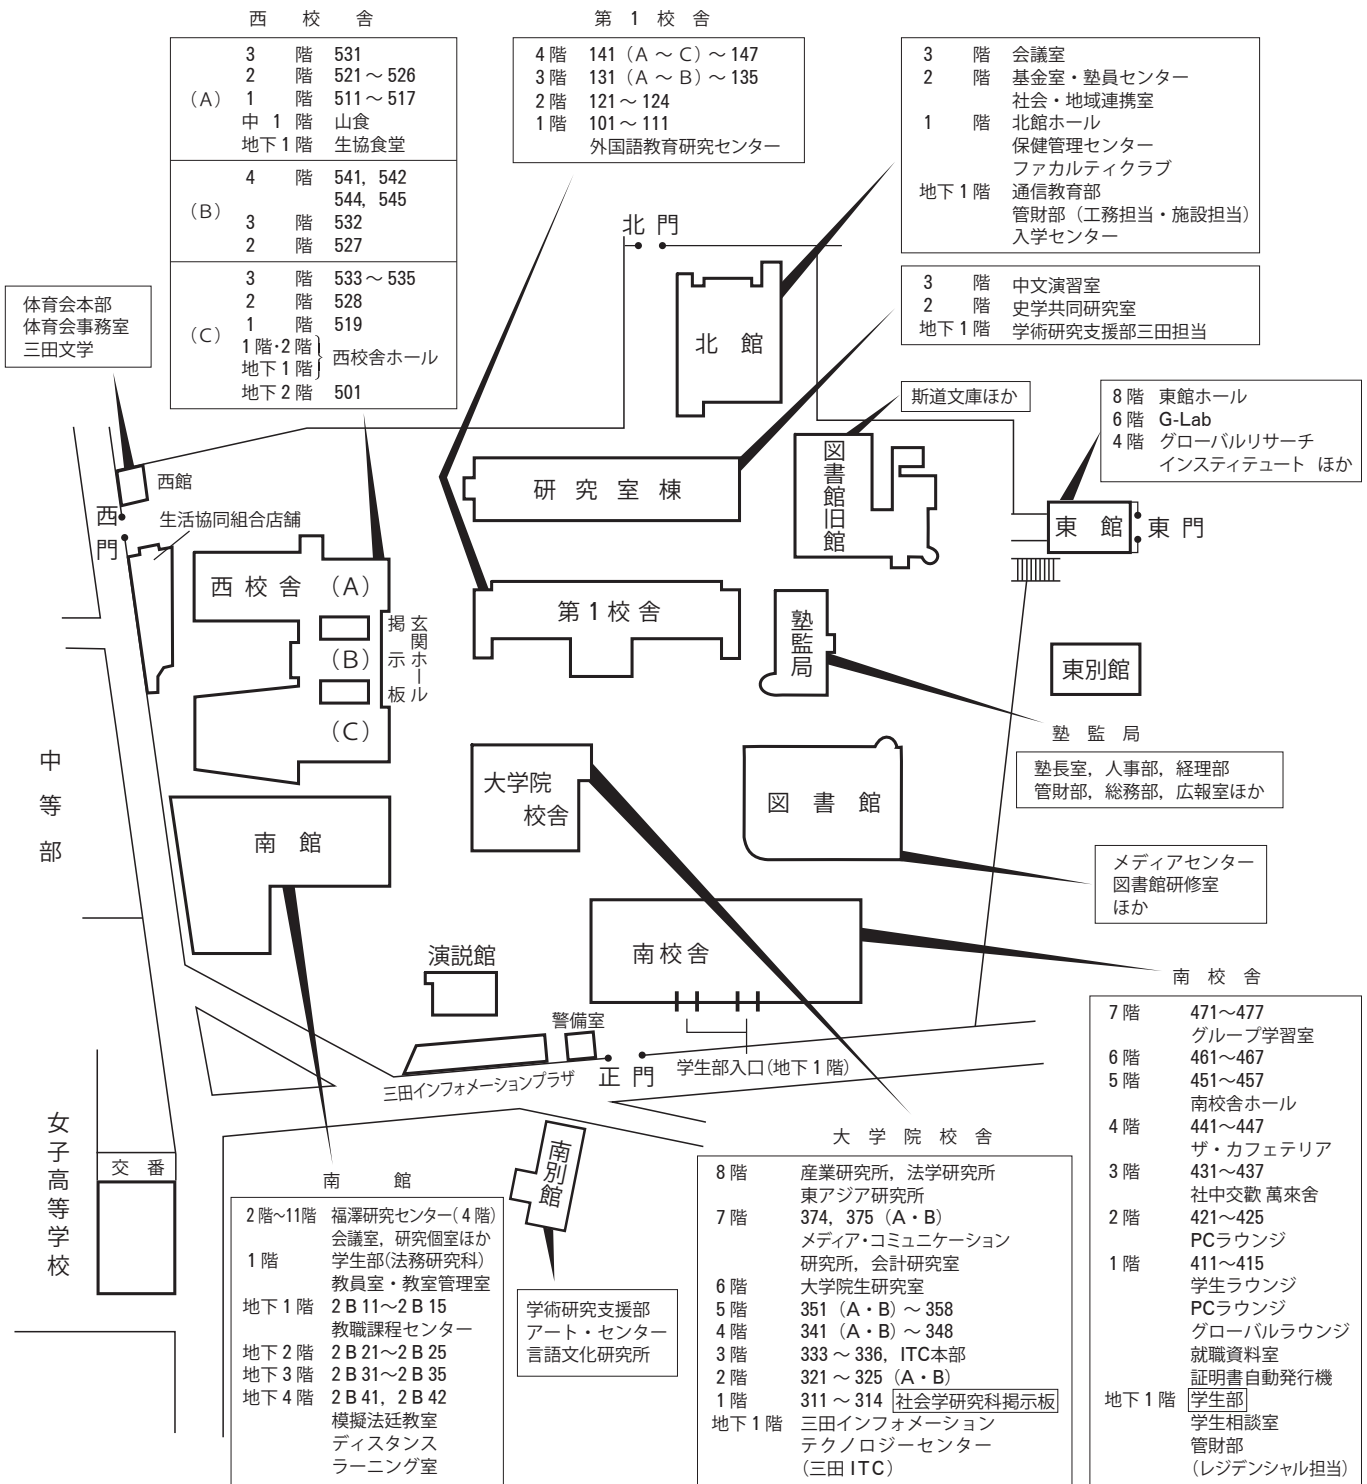 西校舎
(A)
3階 531
2階 521～526
1階 511～517
中1階 山食
地下1階 生協食堂
(B)
4階 541, 542
544, 545
3階 532
2階 527
(C)
3階 533～535
2階 528
1階 519
1階・2階
地下1階
西校舎ホール
地下2階 501
第1校舎
4階 141（A～C）～147
3階 131（A～B）～135
2階 121～124
1階 101～111
外国語教育研究センター
3階 会議室
2階 基金室・塾員センター
社会・地域連携室
1階 北館ホール
保健管理センター
ファカルティクラブ
地下1階 通信教育部
管財部（工務担当・施設担当）
入学センター
3階 中文演習室
2階 史学共同研究室
地下1階 学術研究支援部三田担当
体育会本部
体育会事務室
三田文学
北門
北館
斯道文庫ほか
8階 東館ホール
6階 G-Lab
4階 グローバルリサーチ
インスティテュート ほか
西館
西門
生活協同組合店舗
研究室棟
図書館旧館
東館
東門
西校舎（A）
（B）
（C）
玄関ホール
掲示板
第1校舎
塾監局
東別館
塾監局
塾長室，人事部，経理部
管財部，総務部，広報室ほか
中等部
大学院
校舎
図書館
南館
メディアセンター
図書館研修室
ほか
演説館
南校舎
警備室
三田インフォメーションプラザ
正門
学生部入口（地下1階）
南校舎
7階 471～477
グループ学習室
6階 461～467
5階 451～457
南校舎ホール
4階 441～447
ザ・カフェテリア
3階 431～437
社中交歡 萬來舍
2階 421～425
PCラウンジ
1階 411～415
学生ラウンジ
PCラウンジ
グローバルラウンジ
就職資料室
証明書自動発行機
地下1階 学生部
学生相談室
管財部
（レジデンシャル担当）
女子高等学校
交番
南別館
南館
2階～11階 福澤研究センター（4階）
会議室，研究個室ほか
1階 学生部（法務研究科）
教員室・教室管理室
地下1階 2B11～2B15
教職課程センター
地下2階 2B21～2B25
地下3階 2B31～2B35
地下4階 2B41, 2B42
模擬法廷教室
ディスタンス
ラーニング室
学術研究支援部
アート・センター
言語文化研究所
大学院校舎
8階 産業研究所，法学研究所
東アジア研究所
7階 374, 375（A・B）
メディア・コミュニケーション
研究所，会計研究室
6階 大学院生研究室
5階 351（A・B）～358
4階 341（A・B）～348
3階 333～336, ITC本部
2階 321～325（A・B）
1階 311～314 社会学研究科掲示板
地下1階 三田インフォメーション
テクノロジーセンター
（三田ITC）